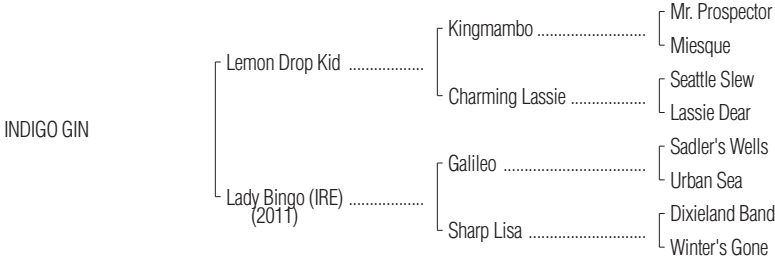 Mr. Prospector
Kingmambo ..........................
Miesque
Lemon Drop Kid ..................
Seattle Slew
Charming Lassie ..................
Lassie Dear
INDIGO GIN
Sadler's Wells
Galileo ..................................
Urban Sea
Lady Bingo (IRE) ..................
(2011)
Dixieland Band
Sharp Lisa ............................
Winter's Gone